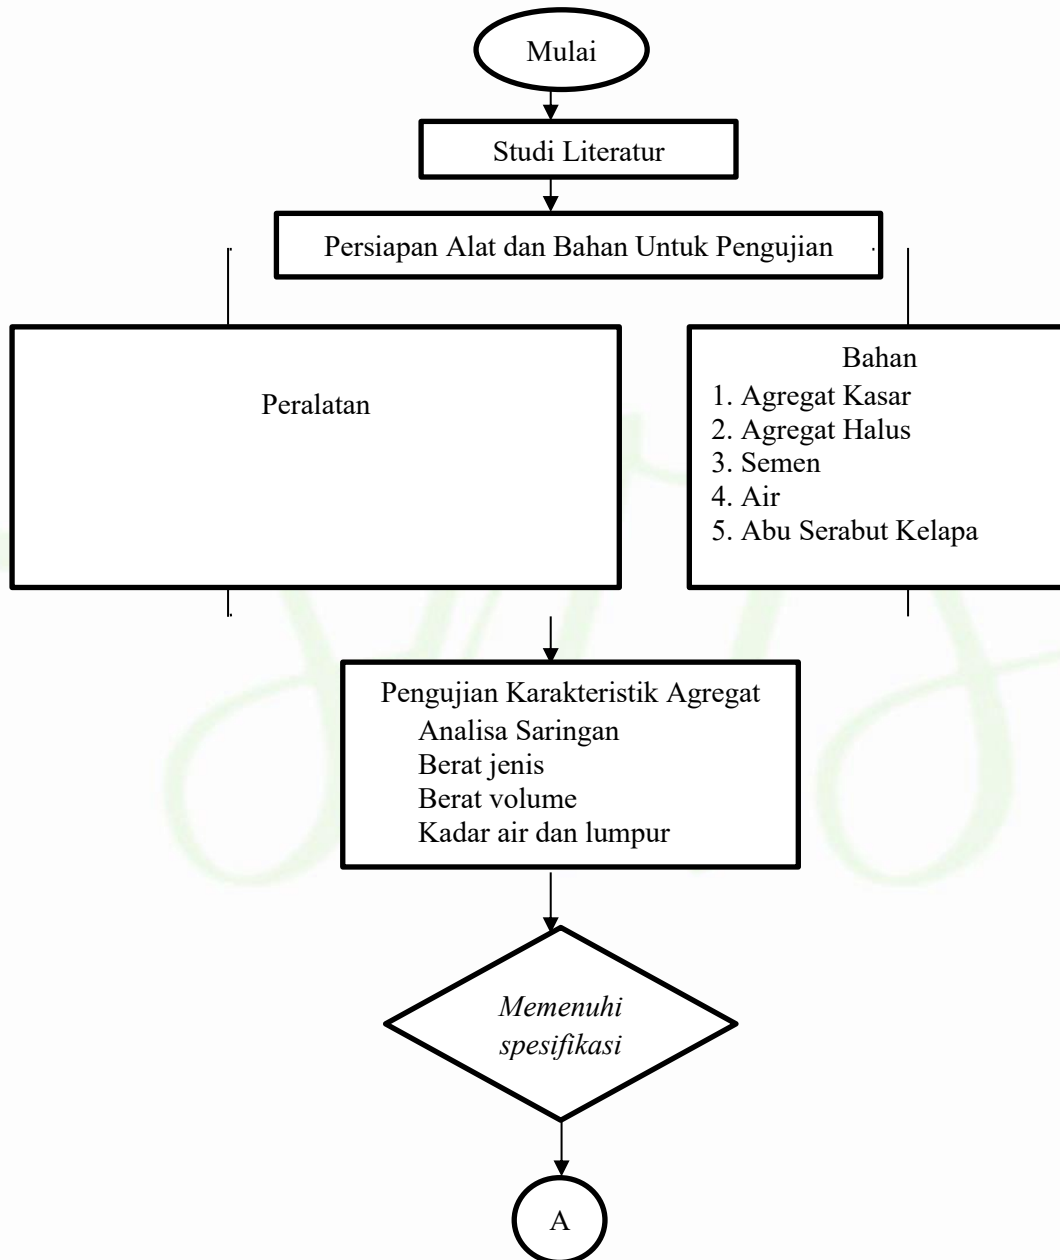 Mulai
Studi Literatur
Persiapan Alat dan Bahan Untuk Pengujian
Peralatan
Bahan
1. Agregat Kasar
2. Agregat Halus
3. Semen
4. Air
5. Abu Serabut Kelapa
Pengujian Karakteristik Agregat
Analisa Saringan
Berat jenis
Berat volume
Kadar air dan lumpur
Memenuhi
spesifikasi
A